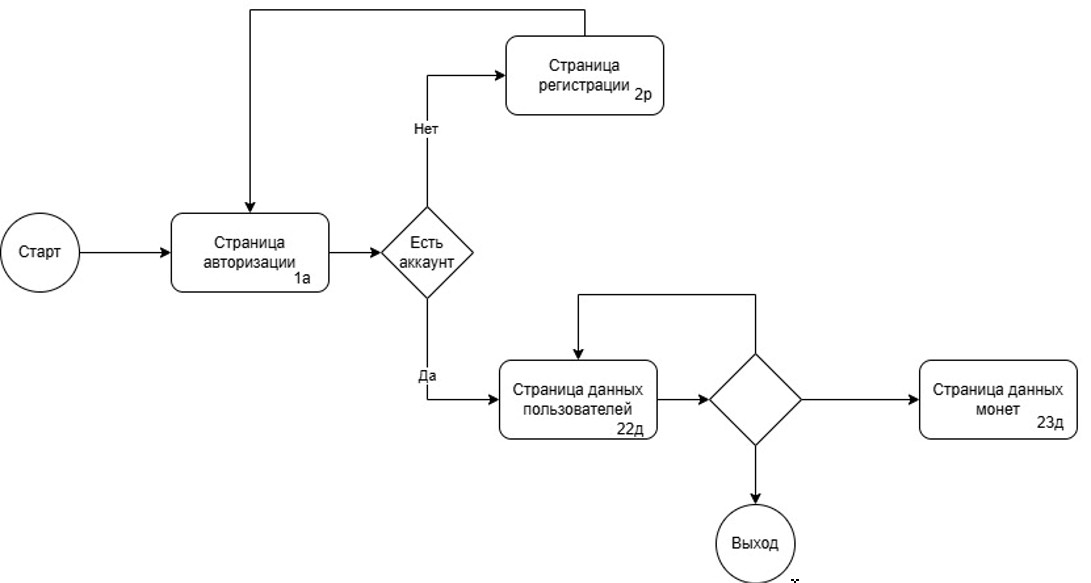 Страница
регистрации
2р
Нет
Старт
Страница
авторизации
1а
Есть
аккаунт
Да
Страница данных
пользователей
22д
Страница данных
монет
23д
Выход